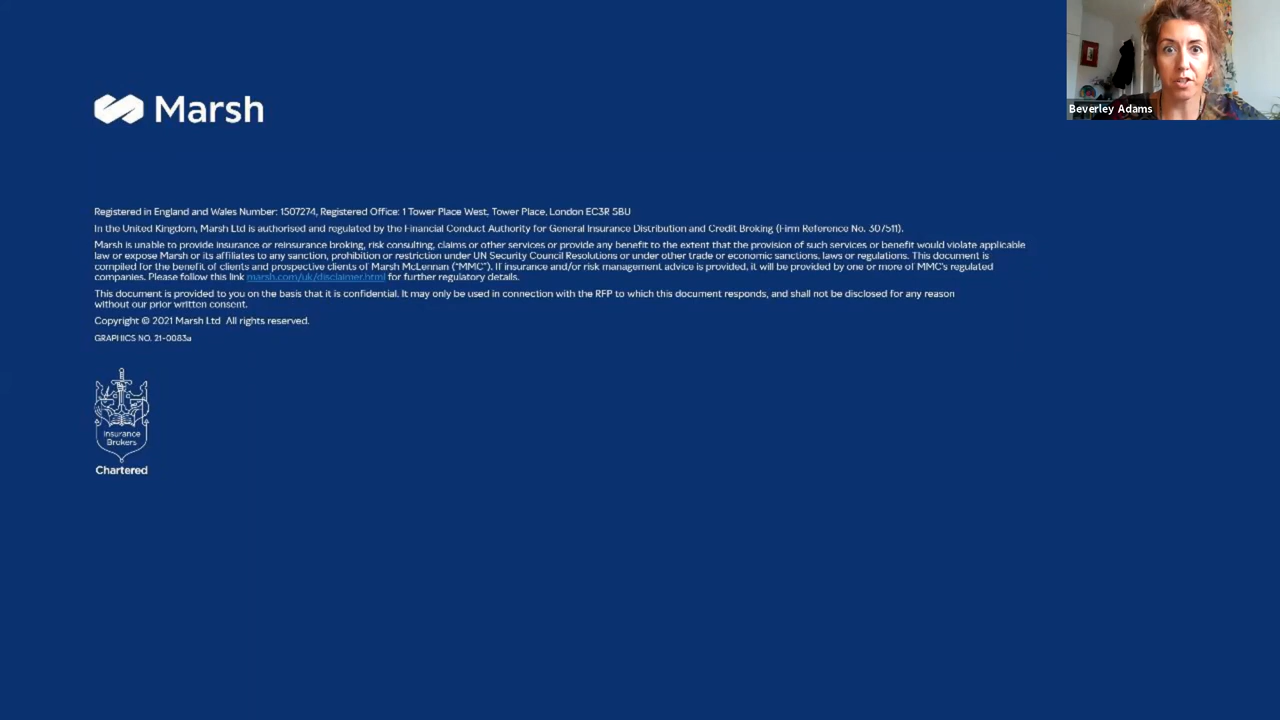 Marsh
Beverley Adams
Registered in England and Wales Number: 1507274, Registered Office: 1 Tower Place West, Tower Place, London EC3R 5BU
In the United Kingdom, Marsh Ltd is authorised and regulated by the Financial Conduct Authority for General Insurance Distribution and Credit Broking (Firm Reference No. 307511).
Marsh is unable to provide insurance or reinsurance broking, risk consulting, claims or other services or provide any benefit to the extent that the provision of such services or benefit would violate applicable
law or expose Marsh or its affiliates to any sanction, prohibition or restriction under UN Security Council Resolutions or under other trade or economic sanctions, laws or regulations. This document is
compiled for the benefit of clients and prospective clients of Marsh McLennan (“MMC”). If insurance and/or risk management advice is provided, it will be provided by one or more of MMC's regulated
companies. Please follow this link marsh.com/uk/disclaimer.html for further regulatory details.
This document is provided to you on the basis that it is confidential. It may only be used in connection with the RFP to which this document responds, and shall not be disclosed for any reason
without our prior written consent.
Copyright © 2021 Marsh Ltd All rights reserved.
GRAPHICS NO. 21-0083a
Insurance
Brokers
Chartered